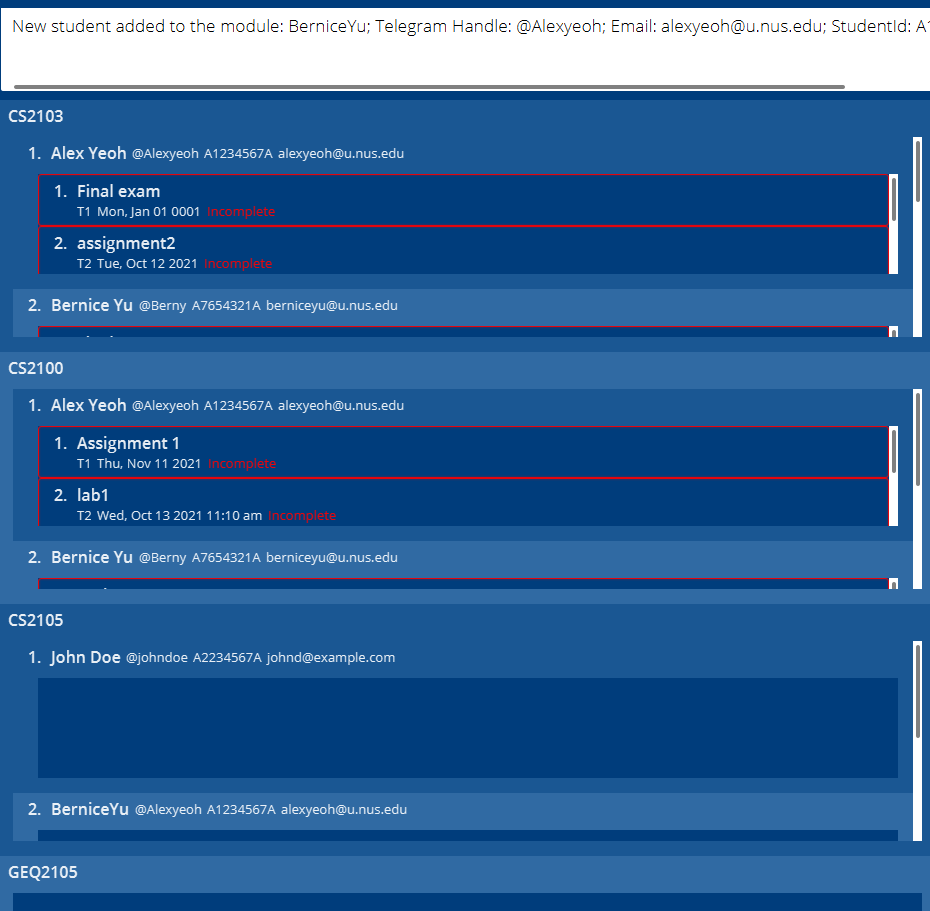 New student added to the module: BerniceYu; Telegram Handle: @Alexyeoh; Email: alexyeoh@u.nus.edu; StudentId:
CS2103
1. Alex Yeoh @Alexyeoh A1234567A alexyeoh@u.nus.edu
1. Final exam
T1 Mon, Jan 01 0001 Incomplete
2. assignment2
T2 Tue, Oct 12 2021 Incomplete
2. Bernice Yu @Berny A7654321A berniceyu@u.nus.edu
CS2100
1. Alex Yeoh @Alexyeoh A1234567A alexyeoh@u.nus.edu
1. Assignment 1
T1 Thu, Nov 11 2021 Incomplete
2. lab1
T2 Wed, Oct 13 2021 11:10 am Incomplete
2. Bernice Yu @Berny A7654321A berniceyu@u.nus.edu
CS2105
1. John Doe @johndoe A2234567A johnd@example.com
2. BerniceYu @Alexyeoh A1234567A alexyeoh@u.nus.edu
GEQ2105